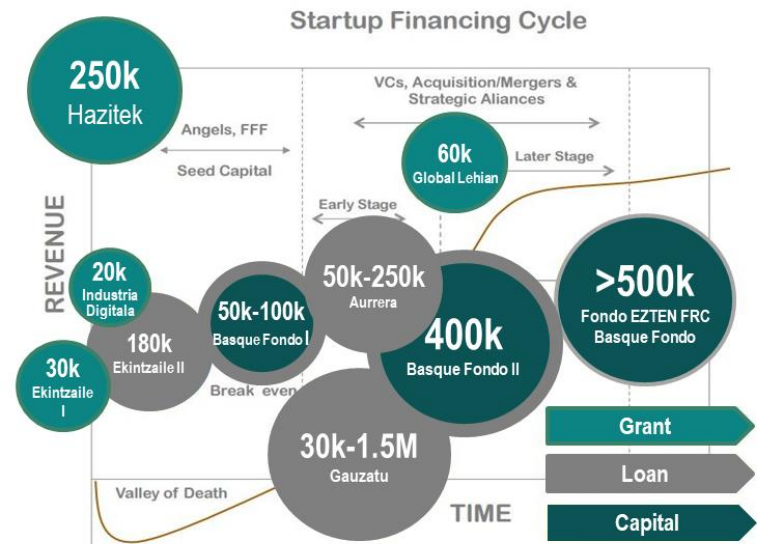 Startup Financing Cycle
250k
Hazitek
VCs, Acquisition/Mergers &
Strategic Aliances
Angels, FFF
Seed Capital
60k
Global Lehian
Later Stage
Early Stage
REVENUE
20k
Industria
Digitala
180k
Ekintzaile II
30k
Ekintzaile
I
50k-100k
Basque Fondo I
Break even
50k-250k
Aurrera
400k
Basque Fondo II
>500k
Fondo EZTEN FRC
Basque Fondo
30k-1.5M
Gauzatu
Valley of Death
TIME
Grant
Loan
Capital